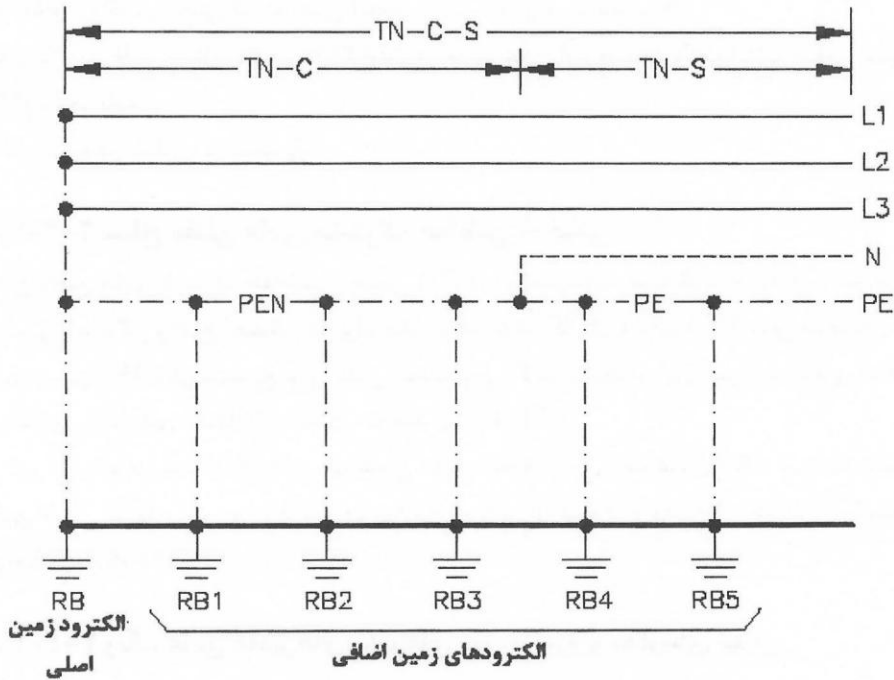 TN-C-S
TN-C TN-S
L1
L2
L3
N
PEN PE PE
RB RB1 RB2 RB3 RB4 RB5
الکترود زمین
اصلی
الکترودهای زمین اضافی